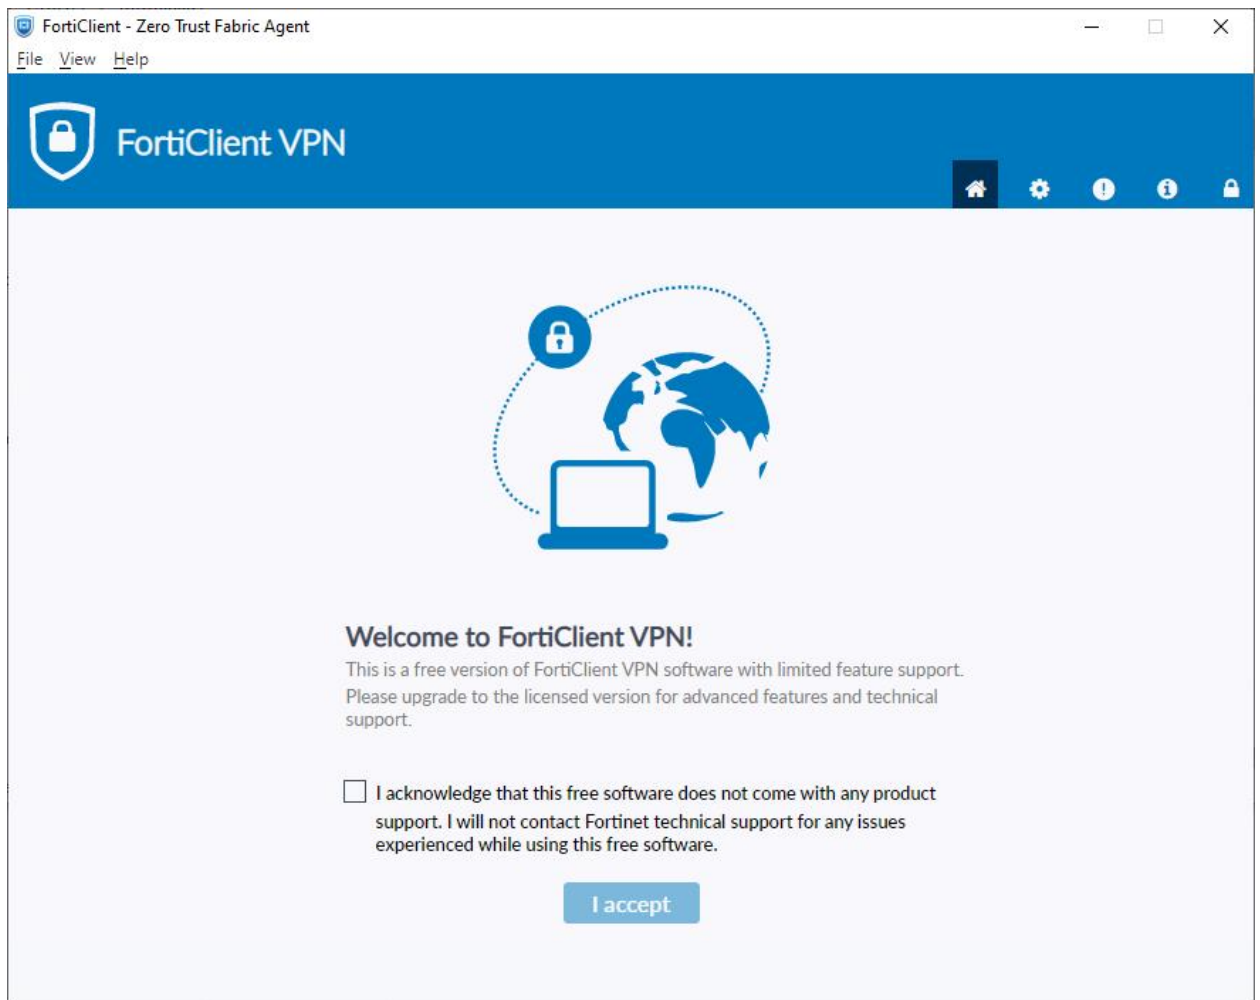 FortiClient - Zero Trust Fabric Agent
File View Help
FortiClient VPN
Welcome to FortiClient VPN!
This is a free version of FortiClient VPN software with limited feature support.
Please upgrade to the licensed version for advanced features and technical
support.
I acknowledge that this free software does not come with any product
support. I will not contact Fortinet technical support for any issues
experienced while using this free software.
I accept